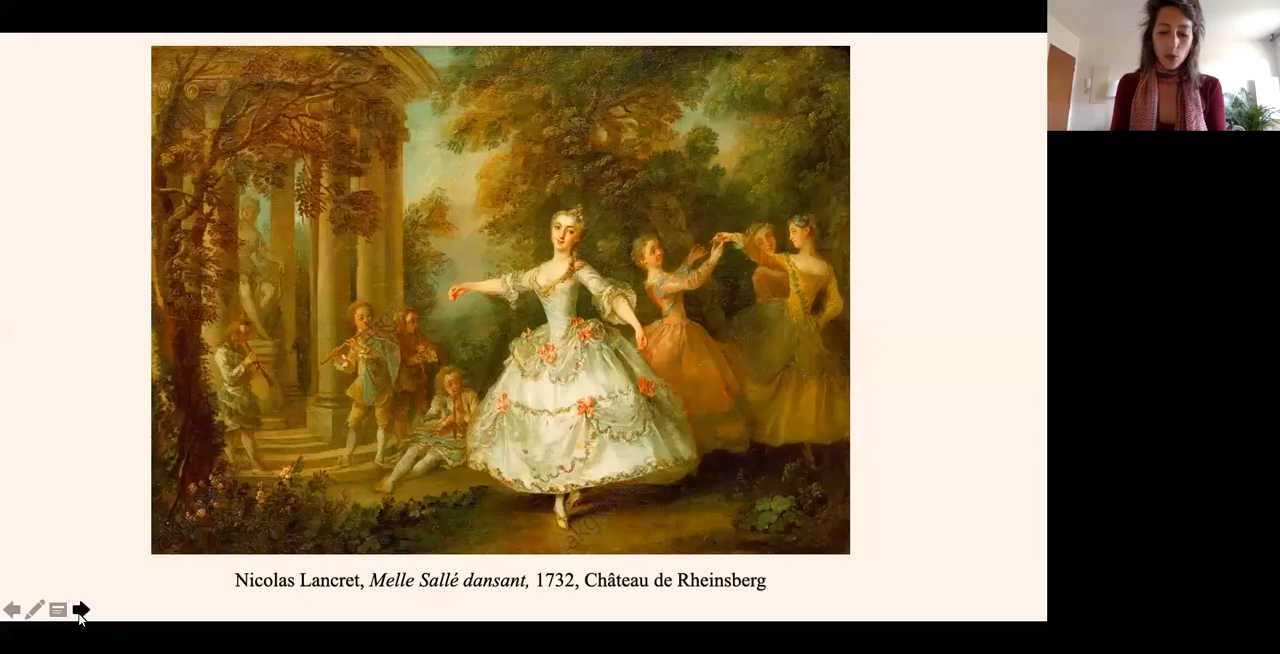 Nicolas Lancret, Melle Sallé dansant, 1732, Château de Rheinsberg